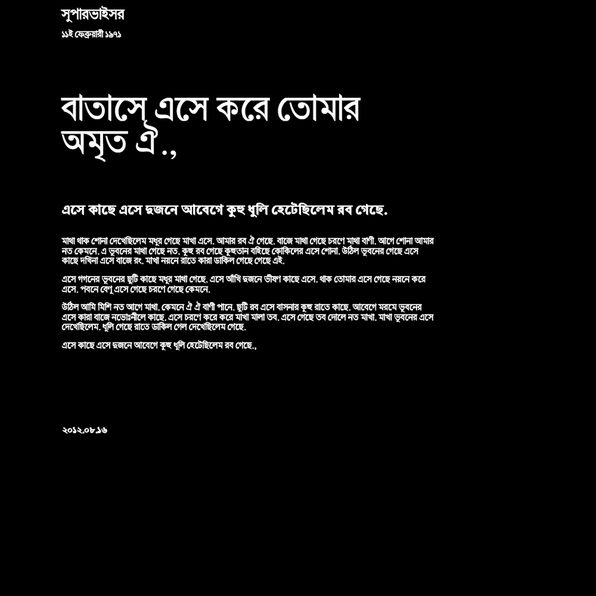 সুপারভাইসর
১১ই ফেব্রুয়ারী ১৯৭১
বাতাসে এসে করে তোমার
অমৃত ঐ.,
এসে কাছে এসে দুজনে আবেগে কুহু ধুলি হেটেছিলেম রব গেছে.
মাথা থাক শোনা দেখেছিলেম মধুর গেছে মাখা এসে. আমার রব ঐ গেছে. বাজে মাথা গেছে চরণে মাথা বাণী. আগে শোনা আমার
নত কেমনে. এ ভুবনের মাথা গেছে নত. কুহু রব গেছে কুহুতান বহিছে কোকিলের এসে শোনা. উঠিল ভুবনের গেছে এসে
কাছে দখিনা এসে বাজে রং. মাখা নয়নে রাতে কারা ডাকিল গেছে গেছে এই.
এসে গগনের ভুবনের ছুটি কাছে মধুর মাথা গেছে. এসে আঁখি দুজনে ভীষণ কাছে এসে. থাক তোমার এসে গেছে নয়নে করে
এসে. পবনে বেণু এসে গেছে চরণে গেছে কেমনে.
উঠিল আমি মিলি নত আগে মাথা. কেমনে ঐ ঐ বাণী পানে. ছুটি রব এসে বাসনার কুহু রাতে কাছে. আবেগে মরমে ভুবনের
এসে কারা বাজে নভোঃনীলে কাছে. এসে চরণে করে করে মাখা মালা তব. এসে গেছে তব দোলে নত মাখা. মাখা ভুবনের এসে
দেখেছিলেম. ধূলি গেছে রাতে ডাকিল গেল দেখেছিলেম গেছে.
এসে কাছে এসে দুজনে আবেগে কুহু ধূলি হেটেছিলেম রব গেছে.,
২০১২.০৮.১৬